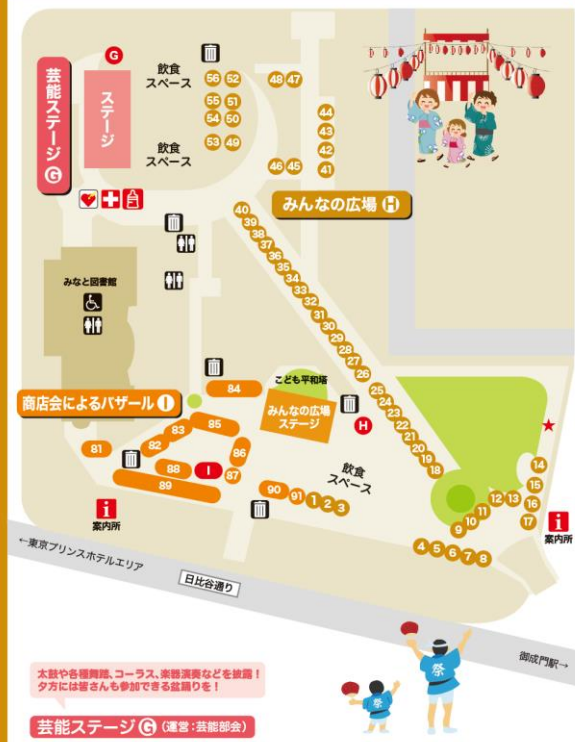 G
芸能ステージ G
ステージ
飲食
スペース
56 52
48 47
55 51
54 50
53 49
飲食
スペース
44
43
42
41
46 45
みんなの広場 H
40
39
38
37
36
35
34
33
32
31
30
29
28
27
26
25
24
23
22
21
20
19
18
みなと図書館
こども平和塔
みんなの広場
ステージ
H
商店会によるバザール I
84
85
83
82
81
86
87
88
I
89
90
91
1
2
3
飲食
スペース
14
15
16
17
13
12
11
10
9
4
5
6
7
8
i
案内所
i
案内所
←東京プリンスホテルエリア
日比谷通り
御成門駅→
祭
祭
太鼓や各種舞踊、コーラス、楽器演奏などを披露!
夕方には皆さんも参加できる盆踊りを!
芸能ステージ G (運営:芸能部会)